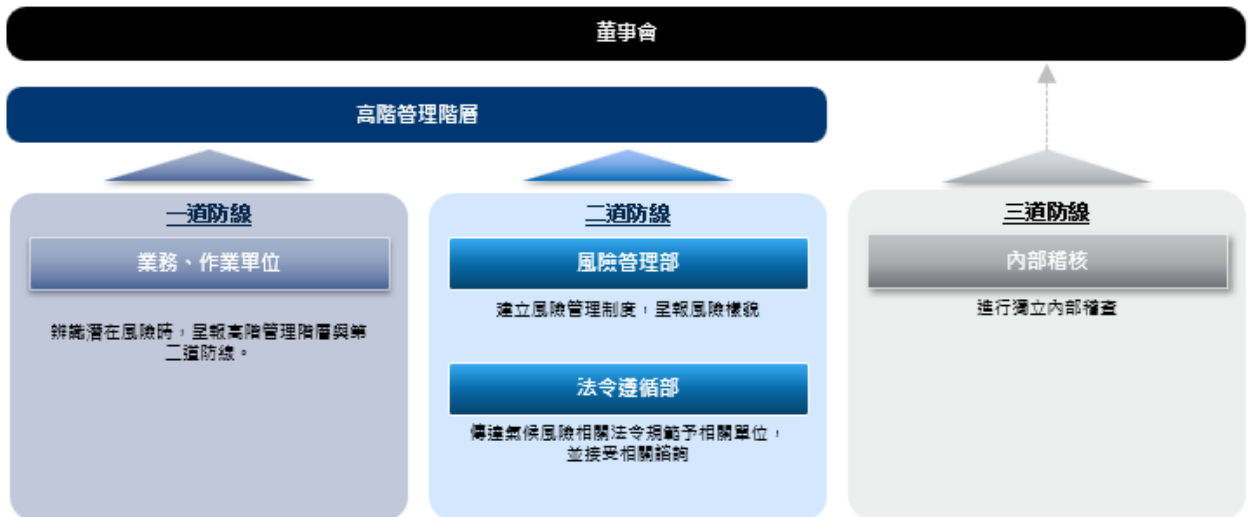 董事會
高階管理階層
一道防線
業務、作業單位
辨識潛在風險時，呈報高階管理階層與第
二道防線。
二道防線
風險管理部
建立風險管理制度，呈報風險樣貌
法令遵循部
傳達氣候風險相關法令規範予相關單位，
並接受相關諮詢
三道防線
內部稽核
進行獨立內部稽查